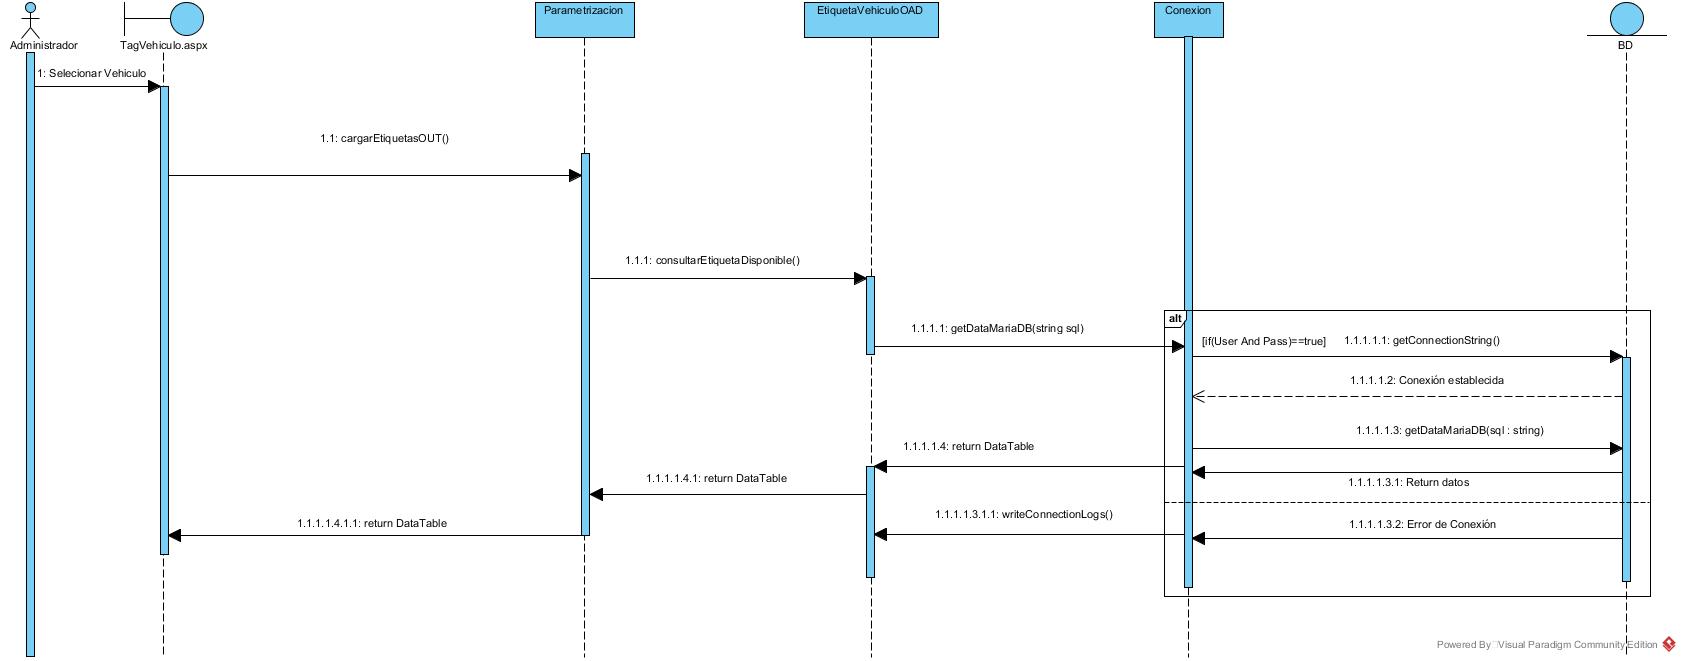 Administrador
TagVehiculo.aspx
Parametrizacion
EtiquetaVehiculoOAD
Conexion
BD
1: Selecionar Vehiculo
1.1: cargarEtiquetasOUT()
1.1.1: consultarEtiquetaDisponible()
1.1.1.1: getDataMariaDB(string sql)
alt
[if(User And Pass)==true]
1.1.1.1.1: getConnectionString()
1.1.1.1.2: Conexión establecida
1.1.1.1.3: getDataMariaDB(sql : string)
1.1.1.1.4: return DataTable
1.1.1.1.4.1: return DataTable
1.1.1.1.3.1: Return datos
1.1.1.1.3.1.1: writeConnectionLogs()
1.1.1.1.4.1.1: return DataTable
1.1.1.1.3.2: Error de Conexión
Powered By Visual Paradigm Community Edition